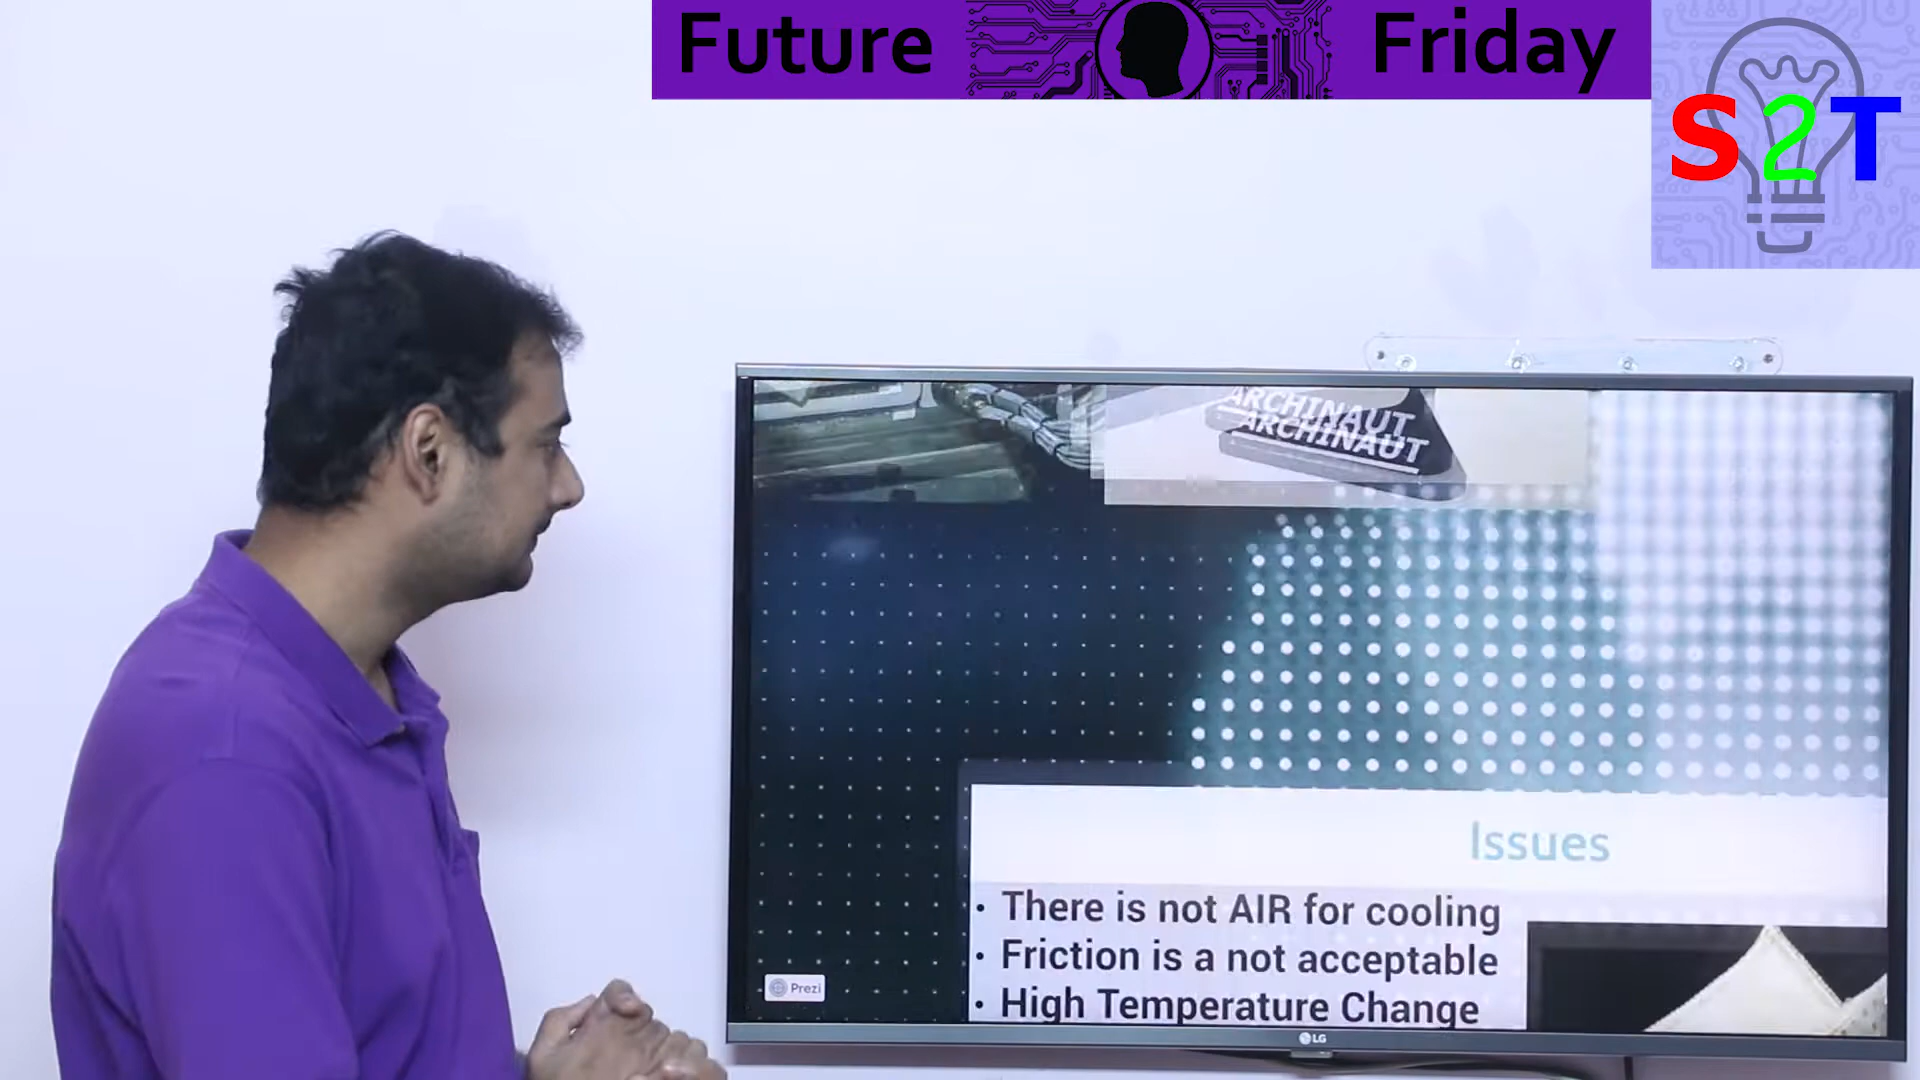 Future Friday
S2T
ARCHINAUT
ARCHINAUT
Issues
• There is not AIR for cooling
• Friction is a not acceptable
• High Temperature Change
Prezi
LG